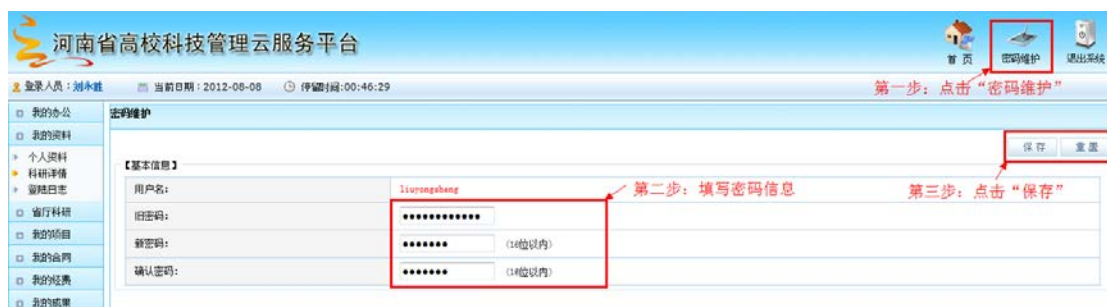 河南省高校科技管理云服务平台
首 页 密码维护 退出系统
登录人员：刘永胜 当前日期：2012-08-08 停留时间：00:46:29
第一步：点击“密码维护”
我的办公
密码维护
我的资料
保 存 重 置
个人资料
【基本信息】
科研详情
登陆日志
用户名： liuyongsheng
第二步：填写密码信息
第三步：点击“保存”
省厅科研
旧密码： ●●●●●●●●●●●●
我的项目
新密码： ●●●●●●● （16位以内）
我的合同
确认密码： ●●●●●●● （16位以内）
我的经费
我的成果